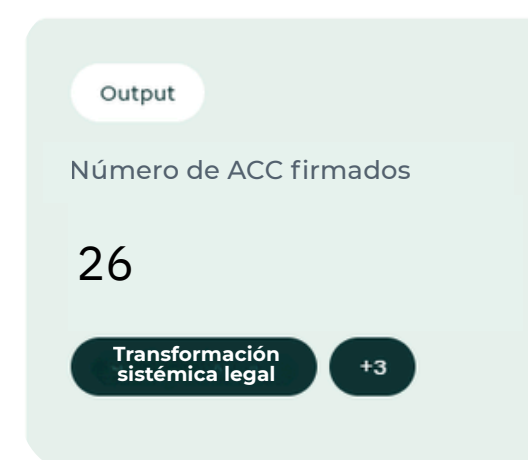 Output
Número de ACC firmados
26
Transformación
sistémica legal
+3